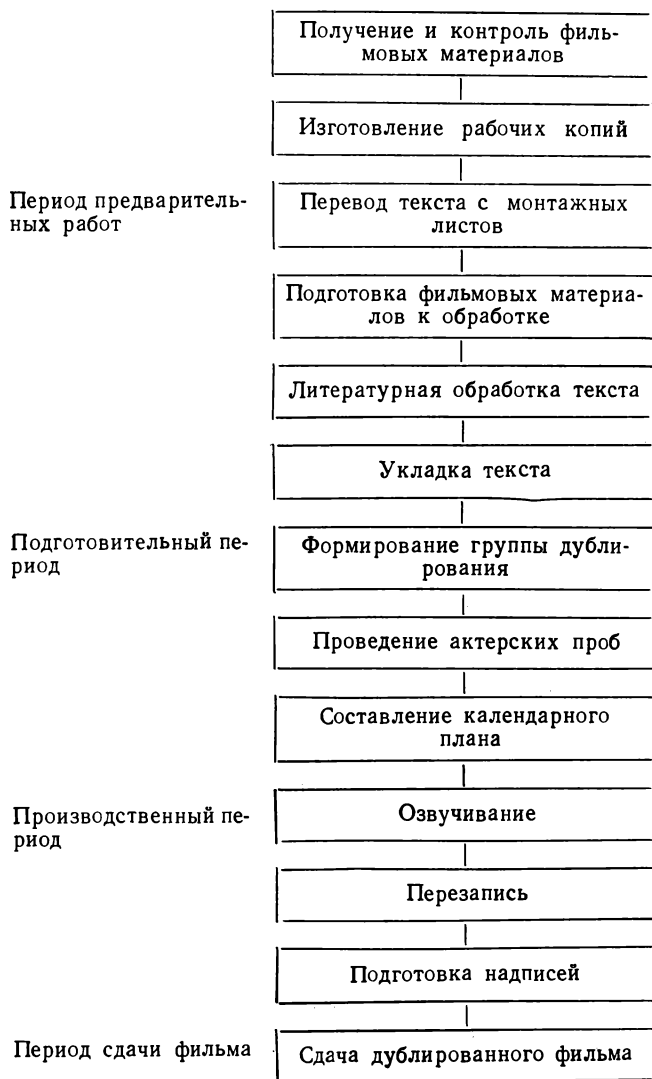 Получение и контроль филь-
мовых материалов
Изготовление рабочих копий
Период предваритель-
ных работ
Перевод текста с монтажных
листов
Подготовка фильмовых материа-
лов к обработке
Литературная обработка текста
Укладка текста
Подготовительный пе-
риод
Формирование группы дубли-
рования
Проведение актерских проб
Составление календарного
плана
Производственный пе-
риод
Озвучивание
Перезапись
Подготовка надписей
Период сдачи фильма
Сдача дублированного фильма